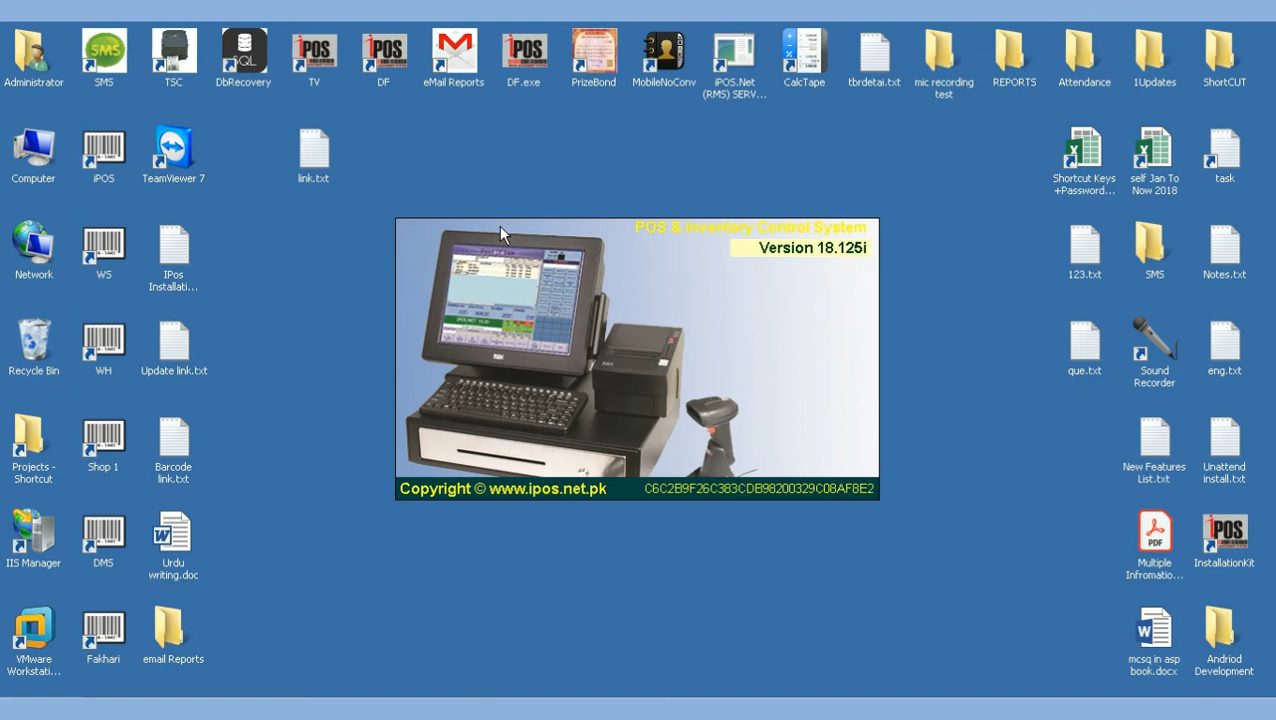 Administrator
SMS
TSC
DbRecovery
TV
DF
eMail Reports
DF.exe
PrizeBond
MobileNoConv
iPOS.Net
(RMS) SERV...
CalcTape
tbrdetai.txt
mic recording
test
REPORTS
Attendance
1Updates
ShortCUT
Computer
iPOS
TeamViewer 7
link.txt
Shortcut Keys
+Password...
self Jan To
Now 2018
task
POS & Inventory Control System
Version 18.125i
Network
WS
IPos
Installati...
123.txt
SMS
Notes.txt
Recycle Bin
WH
Update link.txt
que.txt
Sound
Recorder
eng.txt
Projects -
Shortcut
Shop 1
Barcode
link.txt
New Features
List.txt
Unattend
install.txt
Copyright © www.ipos.net.pk
C6C2B9F26C383CDB98200329C08AF8E2
IIS Manager
DMS
Urdu
writing.doc
Multiple
Infromatio...
InstallationKit
VMware
Workstati...
Fakhari
email Reports
mcsq in asp
book.docx
Andriod
Development